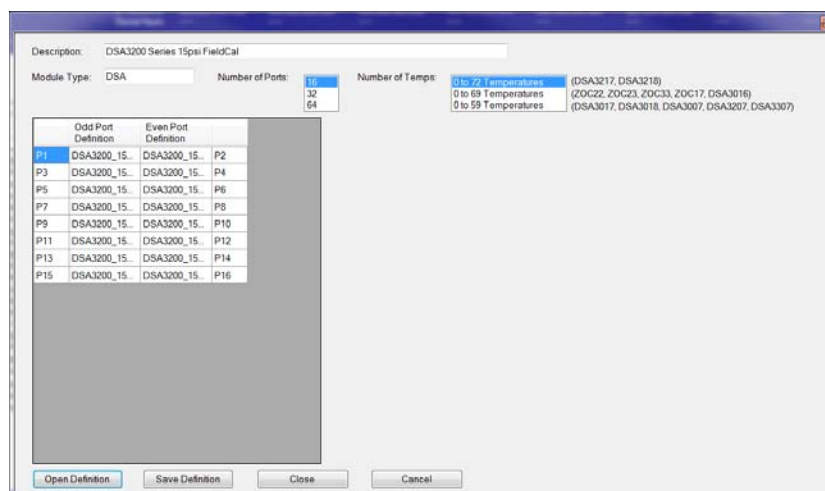 Description: DSA3200 Series 15psi FieldCal
Module Type: DSA Number of Ports: 16 Number of Temps: 0 to 72 Temperatures (DSA3217, DSA3218)
32 0 to 69 Temperatures (ZOC22, ZOC23, ZOC33, ZOC17, DSA3016)
64 0 to 59 Temperatures (DSA3017, DSA3018, DSA3007, DSA3207, DSA3307)
Odd Port Definition Even Port Definition
P1 DSA3200_15... DSA3200_15... P2
P3 DSA3200_15... DSA3200_15... P4
P5 DSA3200_15... DSA3200_15... P6
P7 DSA3200_15... DSA3200_15... P8
P9 DSA3200_15... DSA3200_15... P10
P11 DSA3200_15... DSA3200_15... P12
P13 DSA3200_15... DSA3200_15... P14
P15 DSA3200_15... DSA3200_15... P16
Open Definition Save Definition Close Cancel